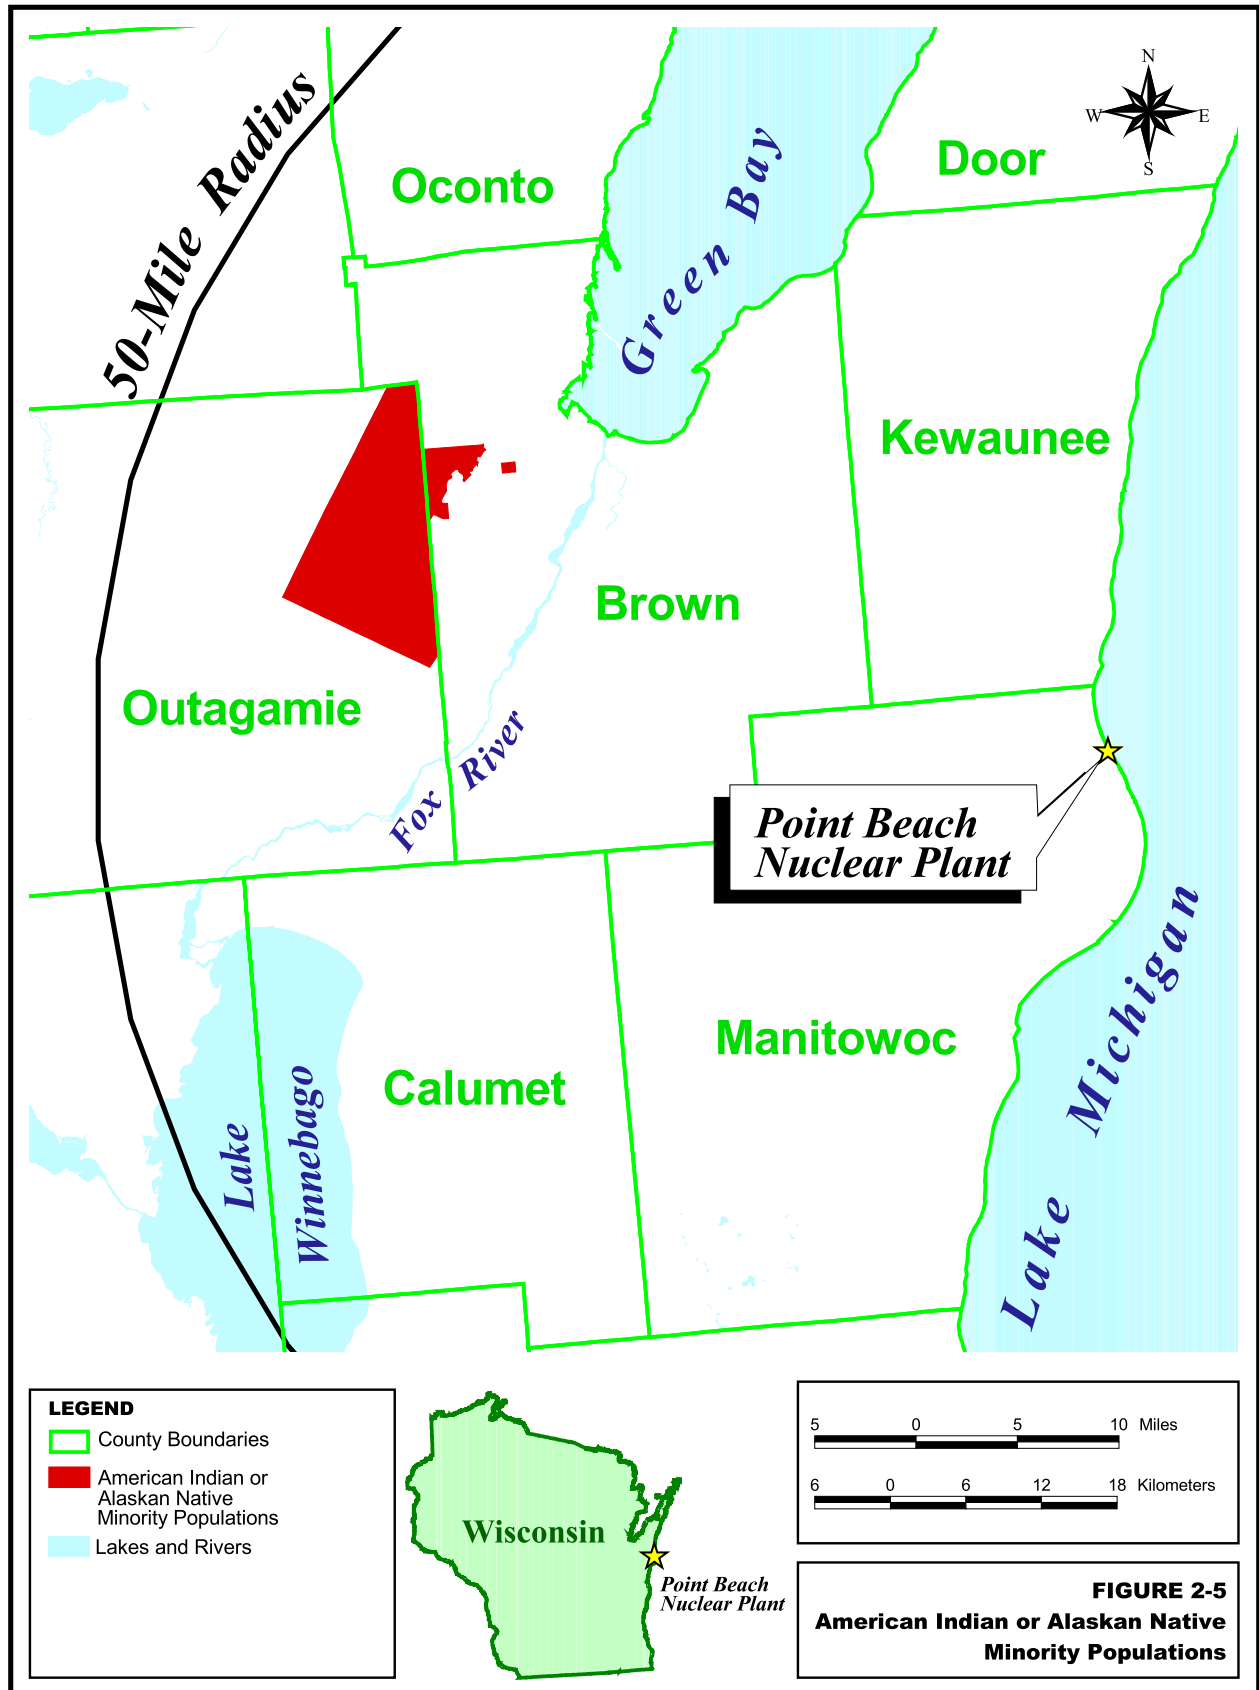 N
W E
S
50-Mile Radius
Oconto
Green Bay
Door
Kewaunee
Brown
Outagamie
Fox River
Point Beach
Nuclear Plant
Manitowoc
Calumet
Lake Winnebago
Lake Michigan
LEGEND
County Boundaries
American Indian or
Alaskan Native
Minority Populations
Lakes and Rivers
Wisconsin
Point Beach
Nuclear Plant
5 0 5 10 Miles
6 0 6 12 18 Kilometers
FIGURE 2-5
American Indian or Alaskan Native
Minority Populations